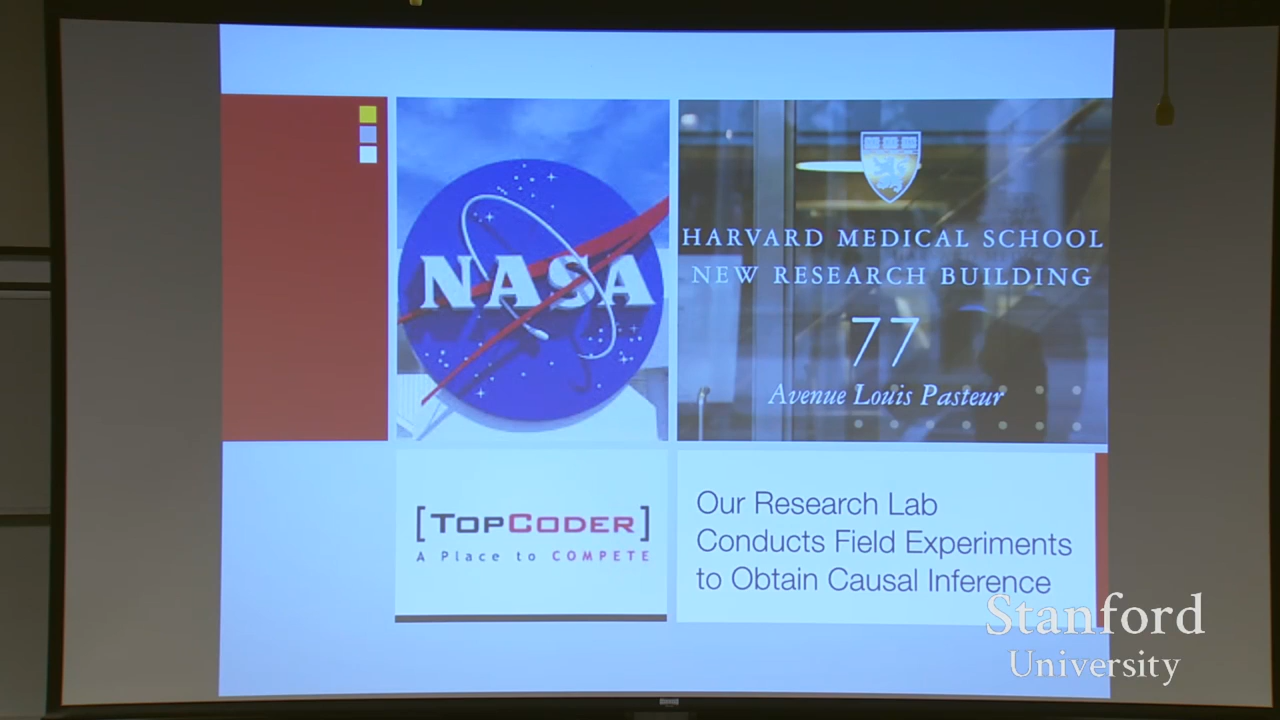 NASA
HARVARD MEDICAL SCHOOL
NEW RESEARCH BUILDING
77
Avenue Louis Pasteur
[TOPCODER]
A Place to COMPETE
Our Research Lab
Conducts Field Experiments
to Obtain Causal Inference
Stanford
University